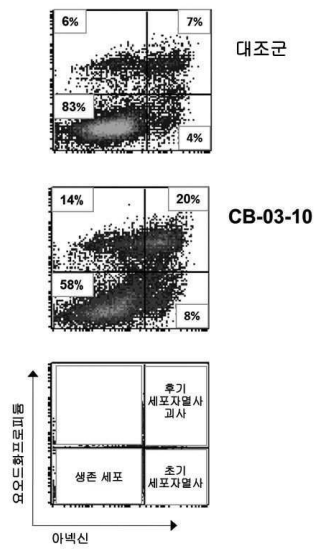 6%
7%
대조군
83%
4%
14%
20%
CB-03-10
58%
8%
후기
세포자멸사
괴사
생존 세포
초기
세포자멸사
요오드화프로피듐
아넥신